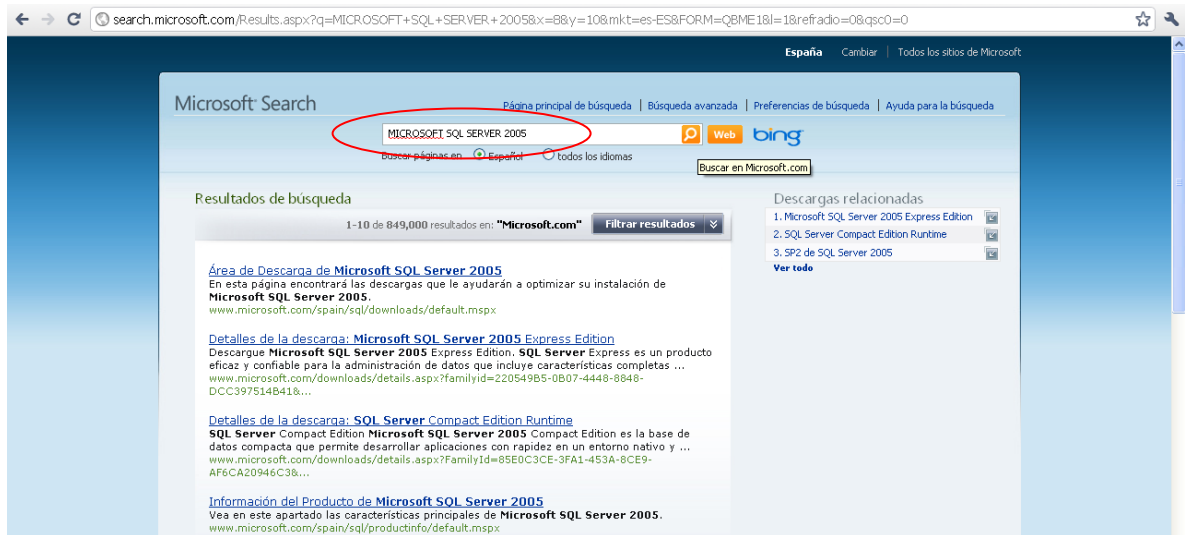 search.microsoft.com/Results.aspx?q=MICROSOFT+SQL+SERVER+2005&x=8&y=10&mkt=es-ES&FORM=QBME1&l=1&refradio=0&qsc0=0
España Cambiar | Todos los sitios de Microsoft
Microsoft Search
Página principal de búsqueda | Búsqueda avanzada | Preferencias de búsqueda | Ayuda para la búsqueda
MICROSOFT SQL SERVER 2005 Web bing
Buscar páginas en Español todos los idiomas
Buscar en Microsoft.com
Resultados de búsqueda
1-10 de 849,000 resultados en: "Microsoft.com" Filtrar resultados
Área de Descarga de Microsoft SQL Server 2005
En esta página encontrará las descargas que le ayudarán a optimizar su instalación de
Microsoft SQL Server 2005.
www.microsoft.com/spain/sql/downloads/default.mspx
Detalles de la descarga: Microsoft SQL Server 2005 Express Edition
Descargue Microsoft SQL Server 2005 Express Edition. SQL Server Express es un producto
eficaz y confiable para la administración de datos que incluye características completas ...
www.microsoft.com/downloads/details.aspx?familyid=220549B5-0B07-4448-8848-
DCC397514B41&...
Detalles de la descarga: SQL Server Compact Edition Runtime
SQL Server Compact Edition Microsoft SQL Server 2005 Compact Edition es la base de
datos compacta que permite desarrollar aplicaciones con rapidez en un entorno nativo y ...
www.microsoft.com/downloads/details.aspx?FamilyId=85E0C3CE-3FA1-453A-8CE9-
AF6CA20946C3&...
Información del Producto de Microsoft SQL Server 2005
Vea en este apartado las características principales de Microsoft SQL Server 2005.
www.microsoft.com/spain/sql/productinfo/default.mspx
Descargas relacionadas
1. Microsoft SQL Server 2005 Express Edition
2. SQL Server Compact Edition Runtime
3. SP2 de SQL Server 2005
Ver todo